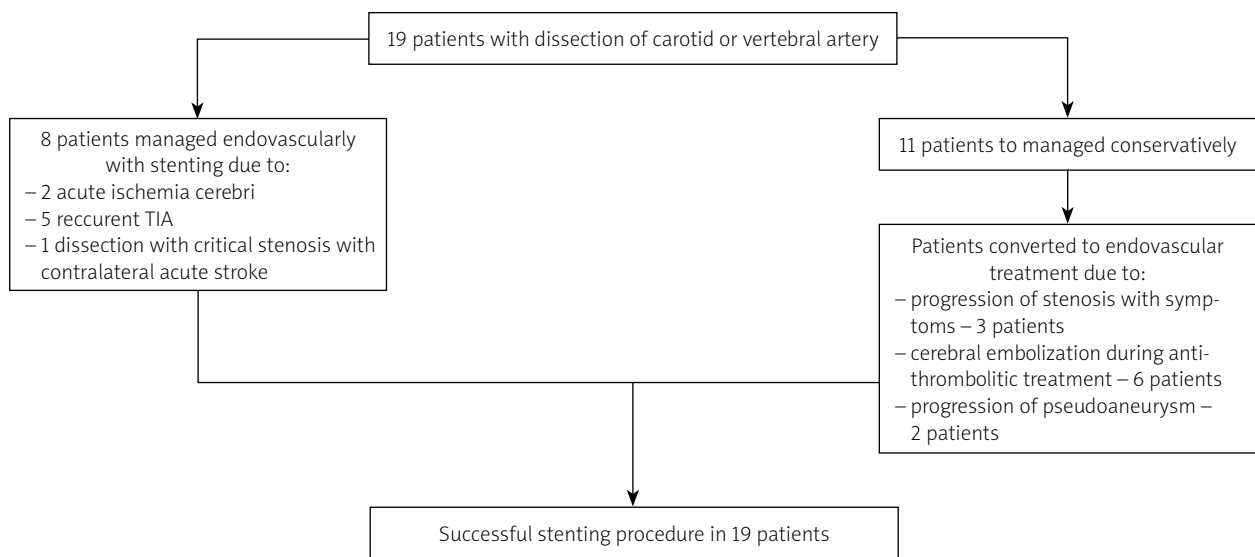 19 patients with dissection of carotid or vertebral artery
8 patients managed endovascularly
with stenting due to:
– 2 acute ischemia cerebri
– 5 reccurent TIA
– 1 dissection with critical stenosis with
contralateral acute stroke
11 patients to managed conservatively
Patients converted to endovascular
treatment due to:
– progression of stenosis with symp-
toms – 3 patients
– cerebral embolization during anti-
thrombolitic treatment – 6 patients
– progression of pseudoaneurysm –
2 patients
Successful stenting procedure in 19 patients